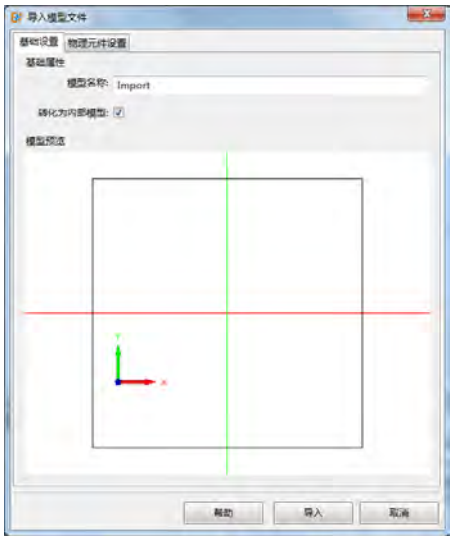 导入模型文件
基础设置 物理元件设置
基础属性
模型名称: Import
转化为内部模型:
模型预览
Y
X
帮助 导入 取消